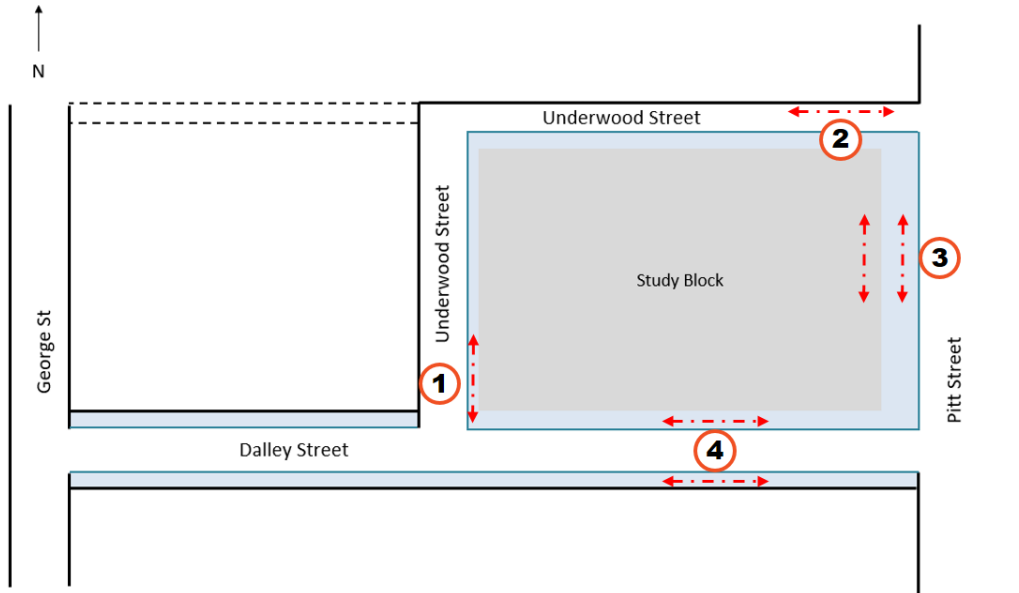 N
Underwood Street
2
Underwood Street
3
Study Block
George St
Pitt Street
1
Dalley Street
4